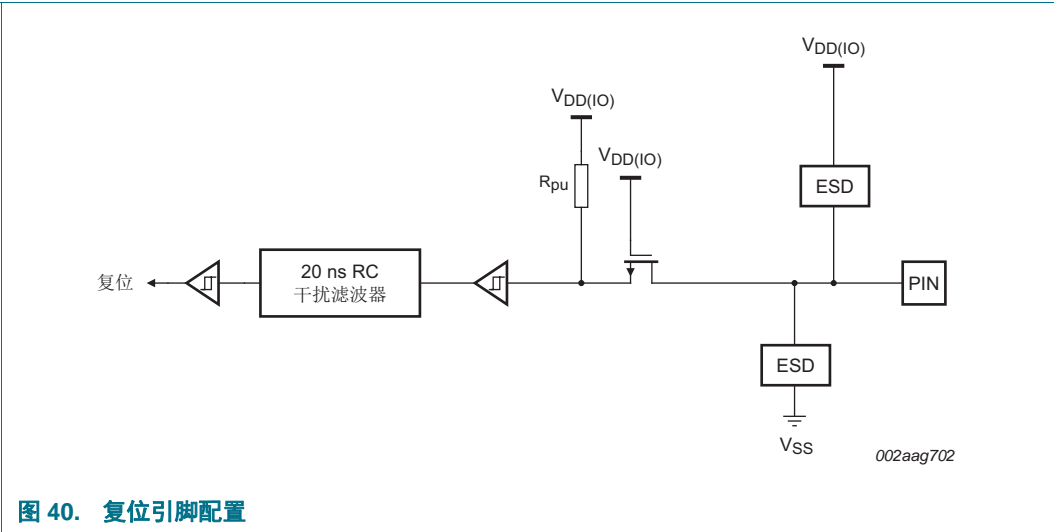 VDD(IO)
VDD(IO)
VDD(IO)
Rpu
ESD
复位
20 ns RC
干扰滤波器
PIN
ESD
VSS
002aag702
图 40. 复位引脚配置